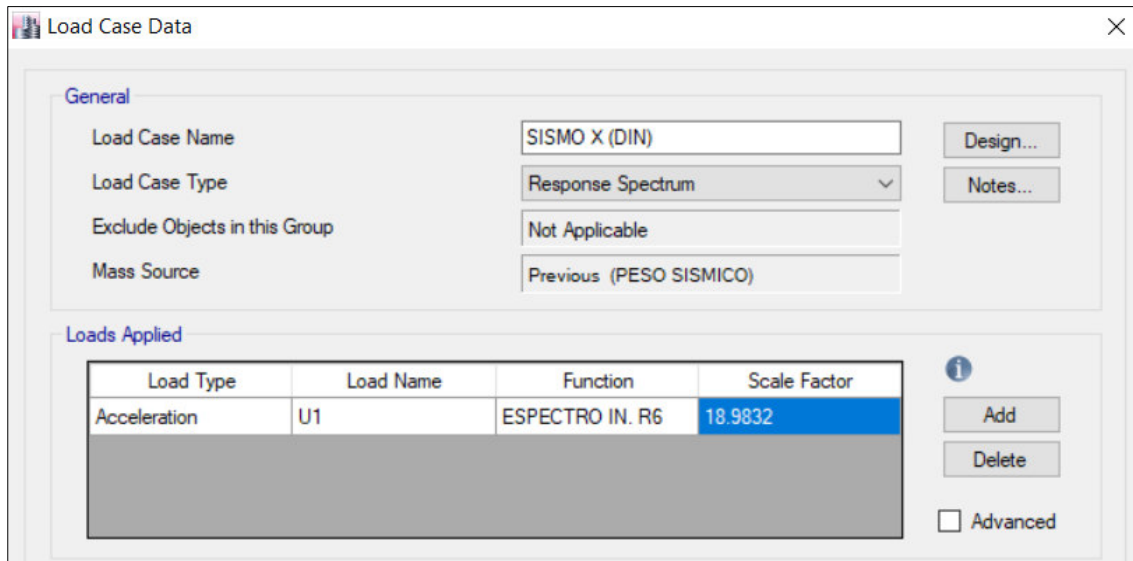 Load Case Data
General
Load Case Name SISMO X (DIN) Design...
Load Case Type Response Spectrum Notes...
Exclude Objects in this Group Not Applicable
Mass Source Previous (PESO SISMICO)
Loads Applied
Load Type Load Name Function Scale Factor
Acceleration U1 ESPECTRO IN. R6 18.9832
Add
Delete
Advanced